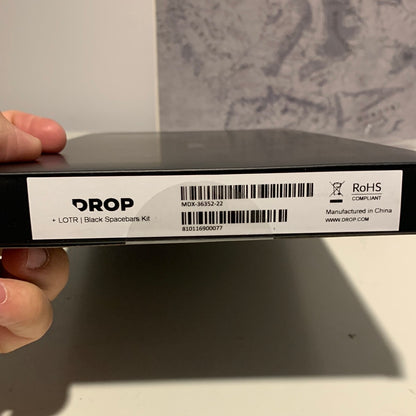 DROP
+ LOTR | Black Spacebars Kit
MDX-36352-22
810116900077
RoHS
COMPLIANT
Manufactured in China
WWW.DROP.COM